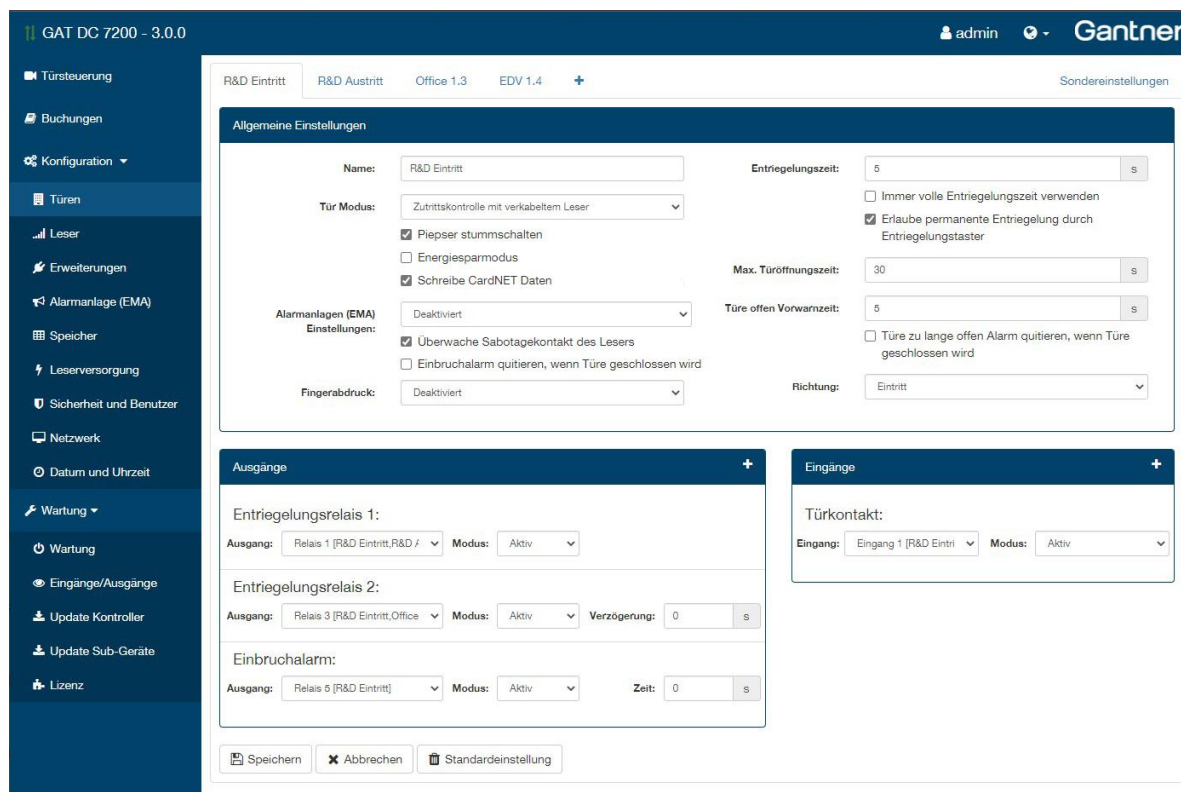 GAT DC 7200 - 3.0.0
admin
Gantner
Türsteuerung
Buchungen
Konfiguration
Türen
Leser
Erweiterungen
Alarmanlage (EMA)
Speicher
Leserversorgung
Sicherheit und Benutzer
Netzwerk
Datum und Uhrzeit
Wartung
Wartung
Eingänge/Ausgänge
Update Kontroller
Update Sub-Geräte
Lizenz
R&D Eintritt R&D Austritt Office 1.3 EDV 1.4 + Sondereinstellungen
Allgemeine Einstellungen
Name: R&D Eintritt
Tür Modus: Zutrittskontrolle mit verkabeltem Leser
Piepser stummschalten
Energiesparmodus
Schreibe CardNET Daten
Alarmanlagen (EMA) Deaktiviert
Einstellungen:
Überwache Sabotagekontakt des Lesers
Einbruchalarm quitieren, wenn Türe geschlossen wird
Fingerabdruck: Deaktiviert
Entriegelungszeit: 5 s
Immer volle Entriegelungszeit verwenden
Erlaube permanente Entriegelung durch
Entriegelungstaster
Max. Türöffnungszeit: 30 s
Türe offen Vorwarnzeit: 5 s
Türe zu lange offen Alarm quitieren, wenn Türe
geschlossen wird
Richtung: Eintritt
Ausgänge +
Entriegelungsrelais 1:
Ausgang: Relais 1 [R&D Eintritt,R&D A Modus: Aktiv
Entriegelungsrelais 2:
Ausgang: Relais 3 [R&D Eintritt,Office Modus: Aktiv Verzögerung: 0 s
Einbruchalarm:
Ausgang: Relais 5 [R&D Eintritt] Modus: Aktiv Zeit: 0 s
Eingänge +
Türkontakt:
Eingang: Eingang 1 [R&D Eintri Modus: Aktiv
Speichern Abbrechen Standardeinstellung